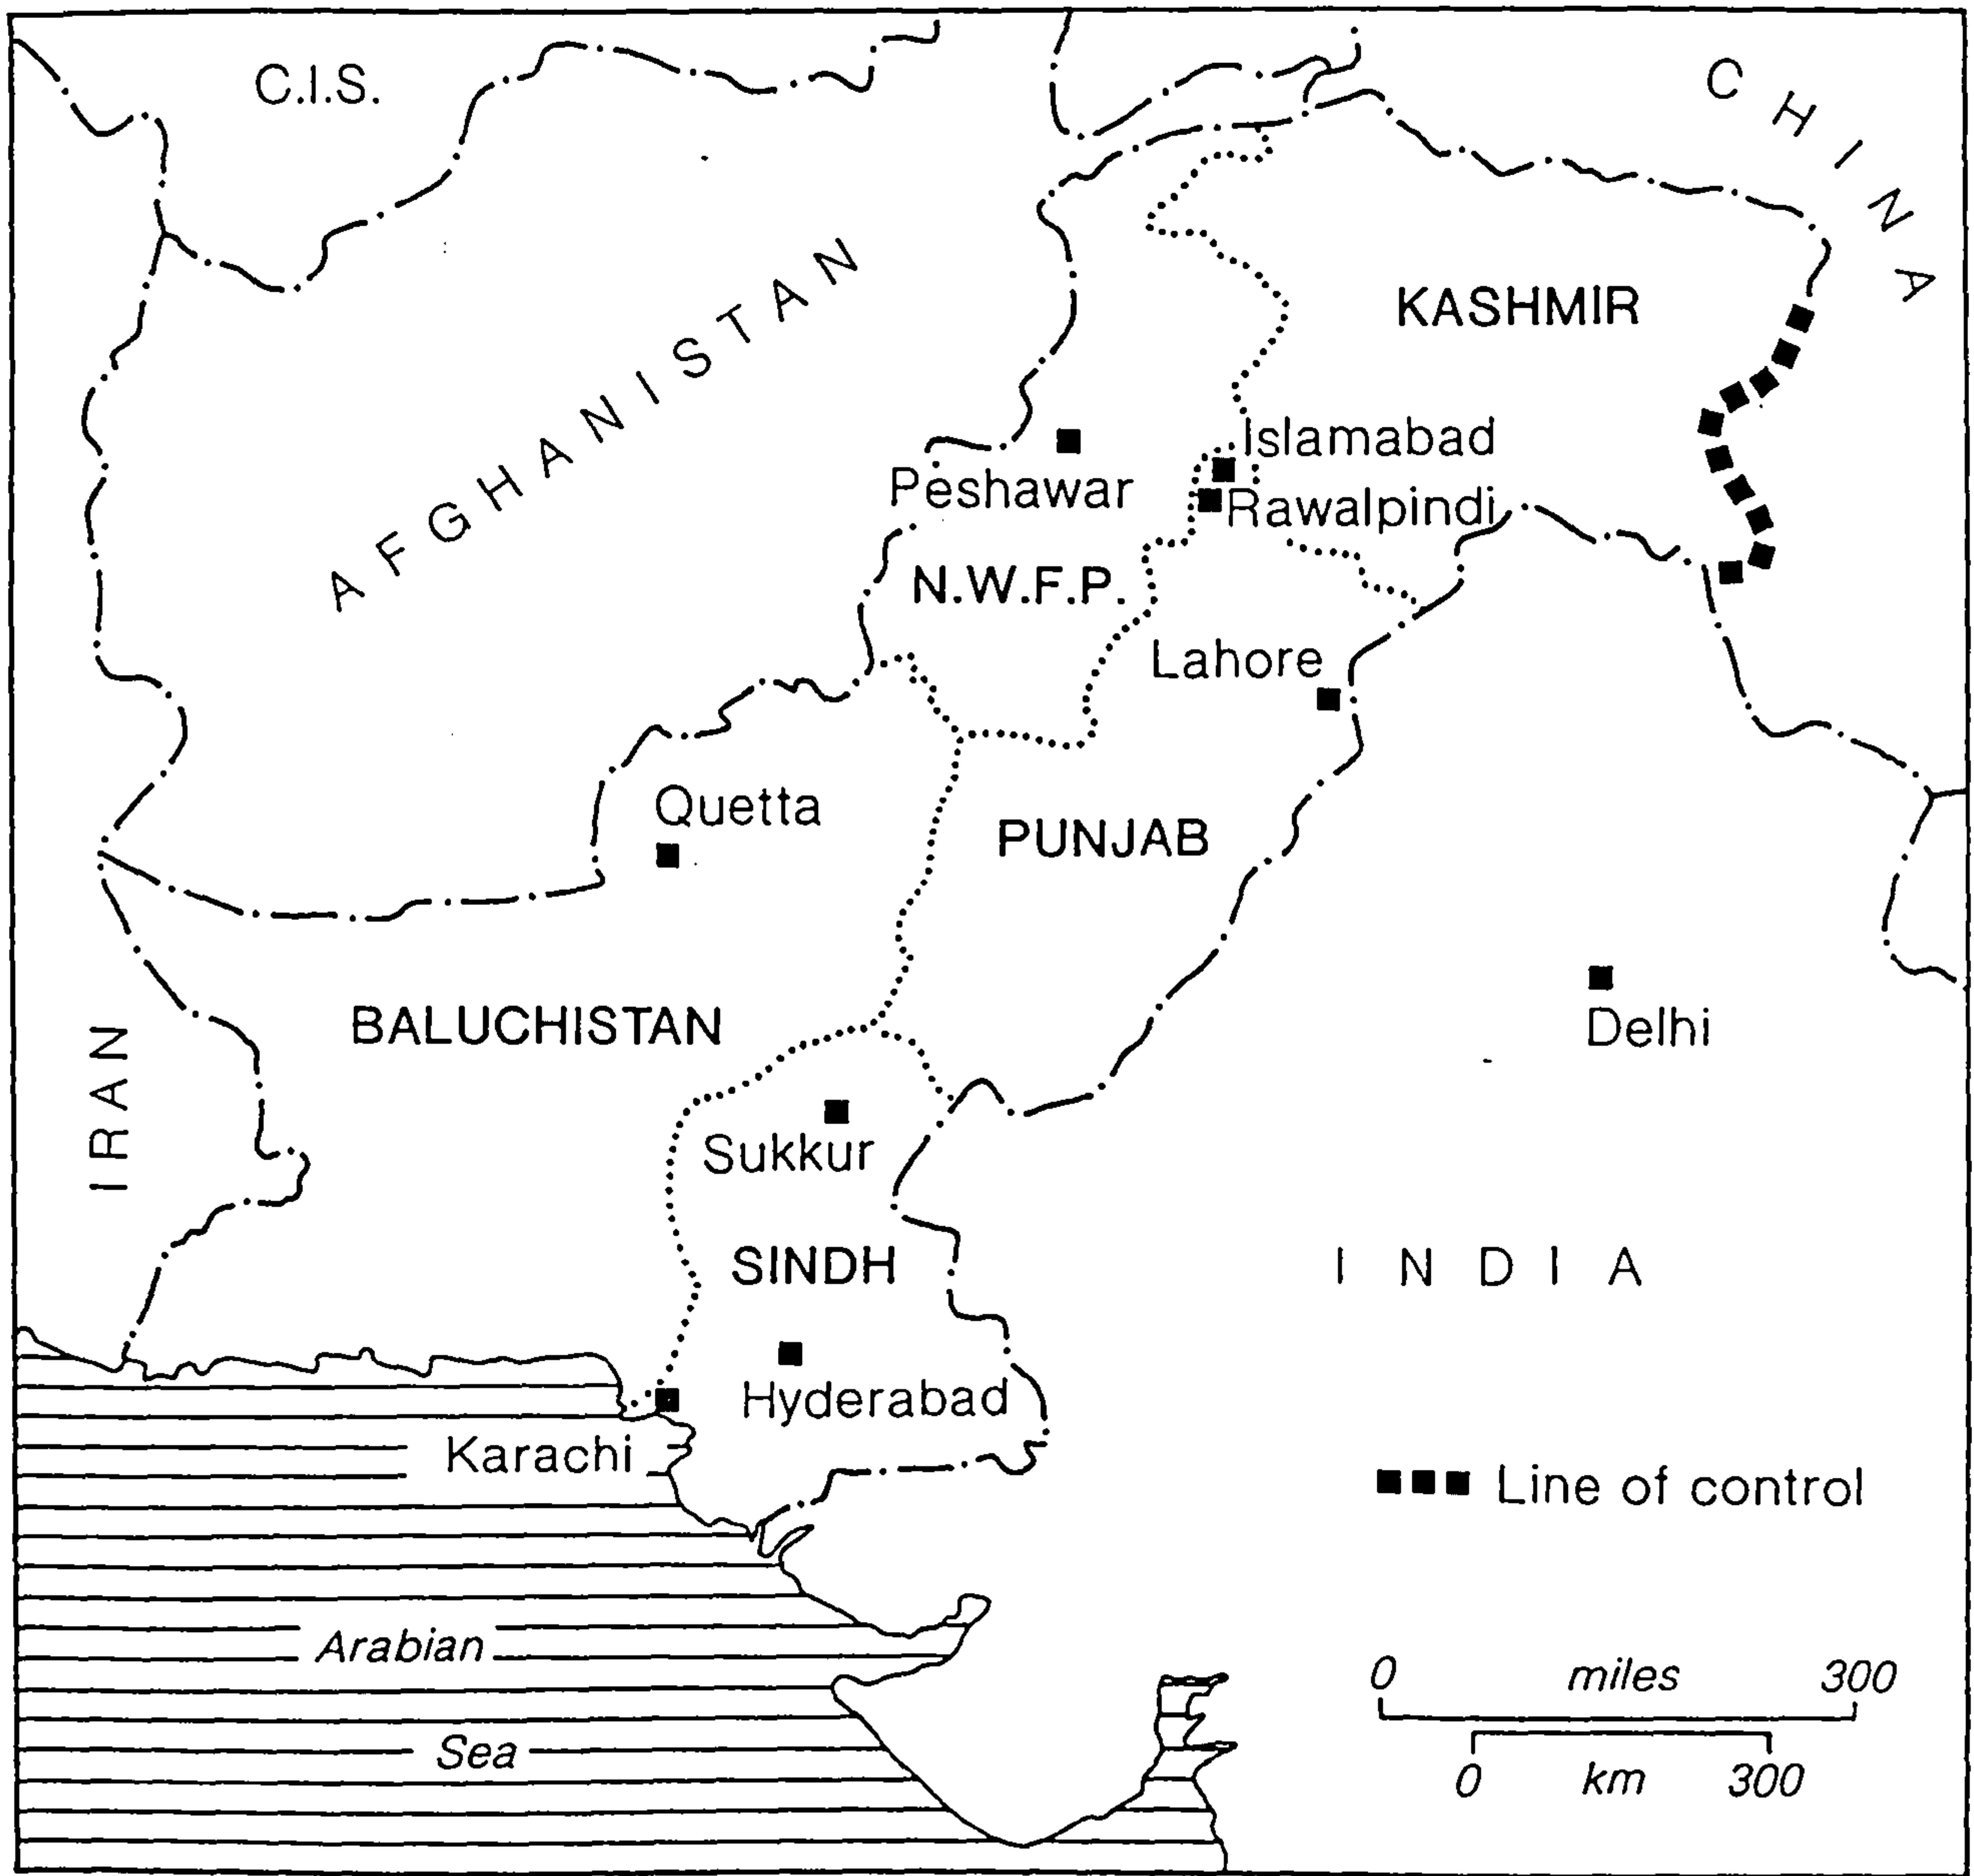 C.I.S.
CHINA
AFGHANISTAN
KASHMIR
Islamabad
Peshawar
Rawalpindi
N.W.F.P.
Lahore
Quetta
PUNJAB
Delhi
BALUCHISTAN
IRAN
Sukkur
SINDH
INDIA
Hyderabad
Karachi
Line of control
Arabian
Sea
0 miles 300
0 km 300